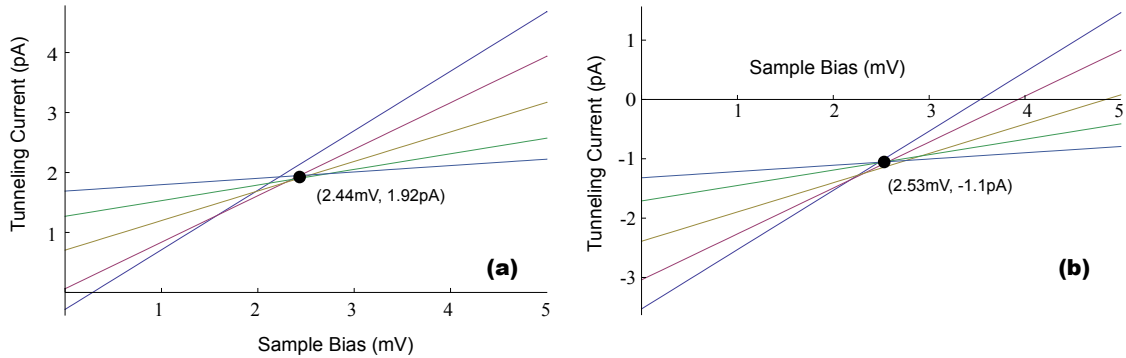 Tunneling Current (pA)
4
3
2
1
(2.44mV, 1.92pA)
(a)
1
2
3
4
5
Sample Bias (mV)
Tunneling Current (pA)
1
Sample Bias (mV)
0
1
2
3
4
5
-1
(2.53mV, -1.1pA)
-2
-3
(b)